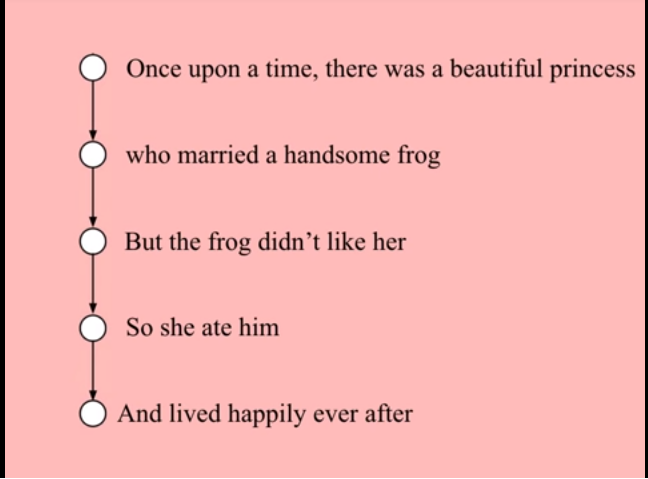 Once upon a time, there was a beautiful princess
who married a handsome frog
But the frog didn’t like her
So she ate him
And lived happily ever after